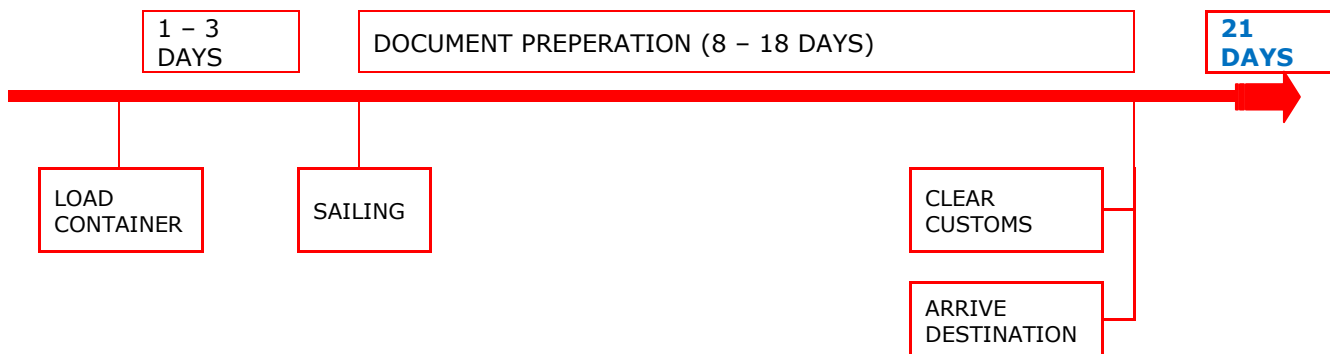 1 – 3
DAYS
DOCUMENT PREPERATION (8 – 18 DAYS)
21
DAYS
LOAD
CONTAINER
SAILING
CLEAR
CUSTOMS
ARRIVE
DESTINATION